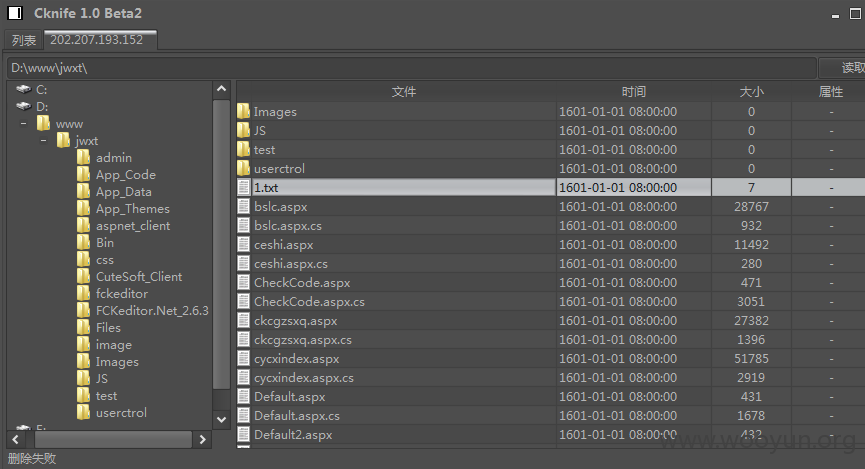 Cknife 1.0 Beta2
列表 202.207.193.152
D:\www\jwxt\ 读取
C:
D:
www
jwxt
admin
App_Code
App_Data
App_Themes
aspnet_client
Bin
css
CuteSoft_Client
fckeditor
FCKeditor.Net_2.6.3
Files
image
Images
JS
test
userctrol
文件 时间 大小 属性
Images 1601-01-01 08:00:00 0 -
JS 1601-01-01 08:00:00 0 -
test 1601-01-01 08:00:00 0 -
userctrol 1601-01-01 08:00:00 0 -
1.txt 1601-01-01 08:00:00 7 -
bslc.aspx 1601-01-01 08:00:00 28767 -
bslc.aspx.cs 1601-01-01 08:00:00 932 -
ceshi.aspx 1601-01-01 08:00:00 11492 -
ceshi.aspx.cs 1601-01-01 08:00:00 280 -
CheckCode.aspx 1601-01-01 08:00:00 471 -
CheckCode.aspx.cs 1601-01-01 08:00:00 3051 -
ckcgzsxq.aspx 1601-01-01 08:00:00 27382 -
ckcgzsxq.aspx.cs 1601-01-01 08:00:00 1396 -
cycxindex.aspx 1601-01-01 08:00:00 51785 -
cycxindex.aspx.cs 1601-01-01 08:00:00 2919 -
Default.aspx 1601-01-01 08:00:00 431 -
Default.aspx.cs 1601-01-01 08:00:00 1678 -
Default2.aspx 1601-01-01 08:00:00 432 -
www.wooyun.org
删除失败